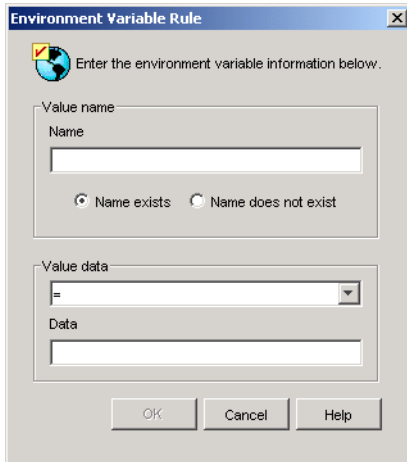 Environment Variable Rule
Enter the environment variable information below.
Value name
Name
Name exists Name does not exist
Value data
=
Data
OK Cancel Help